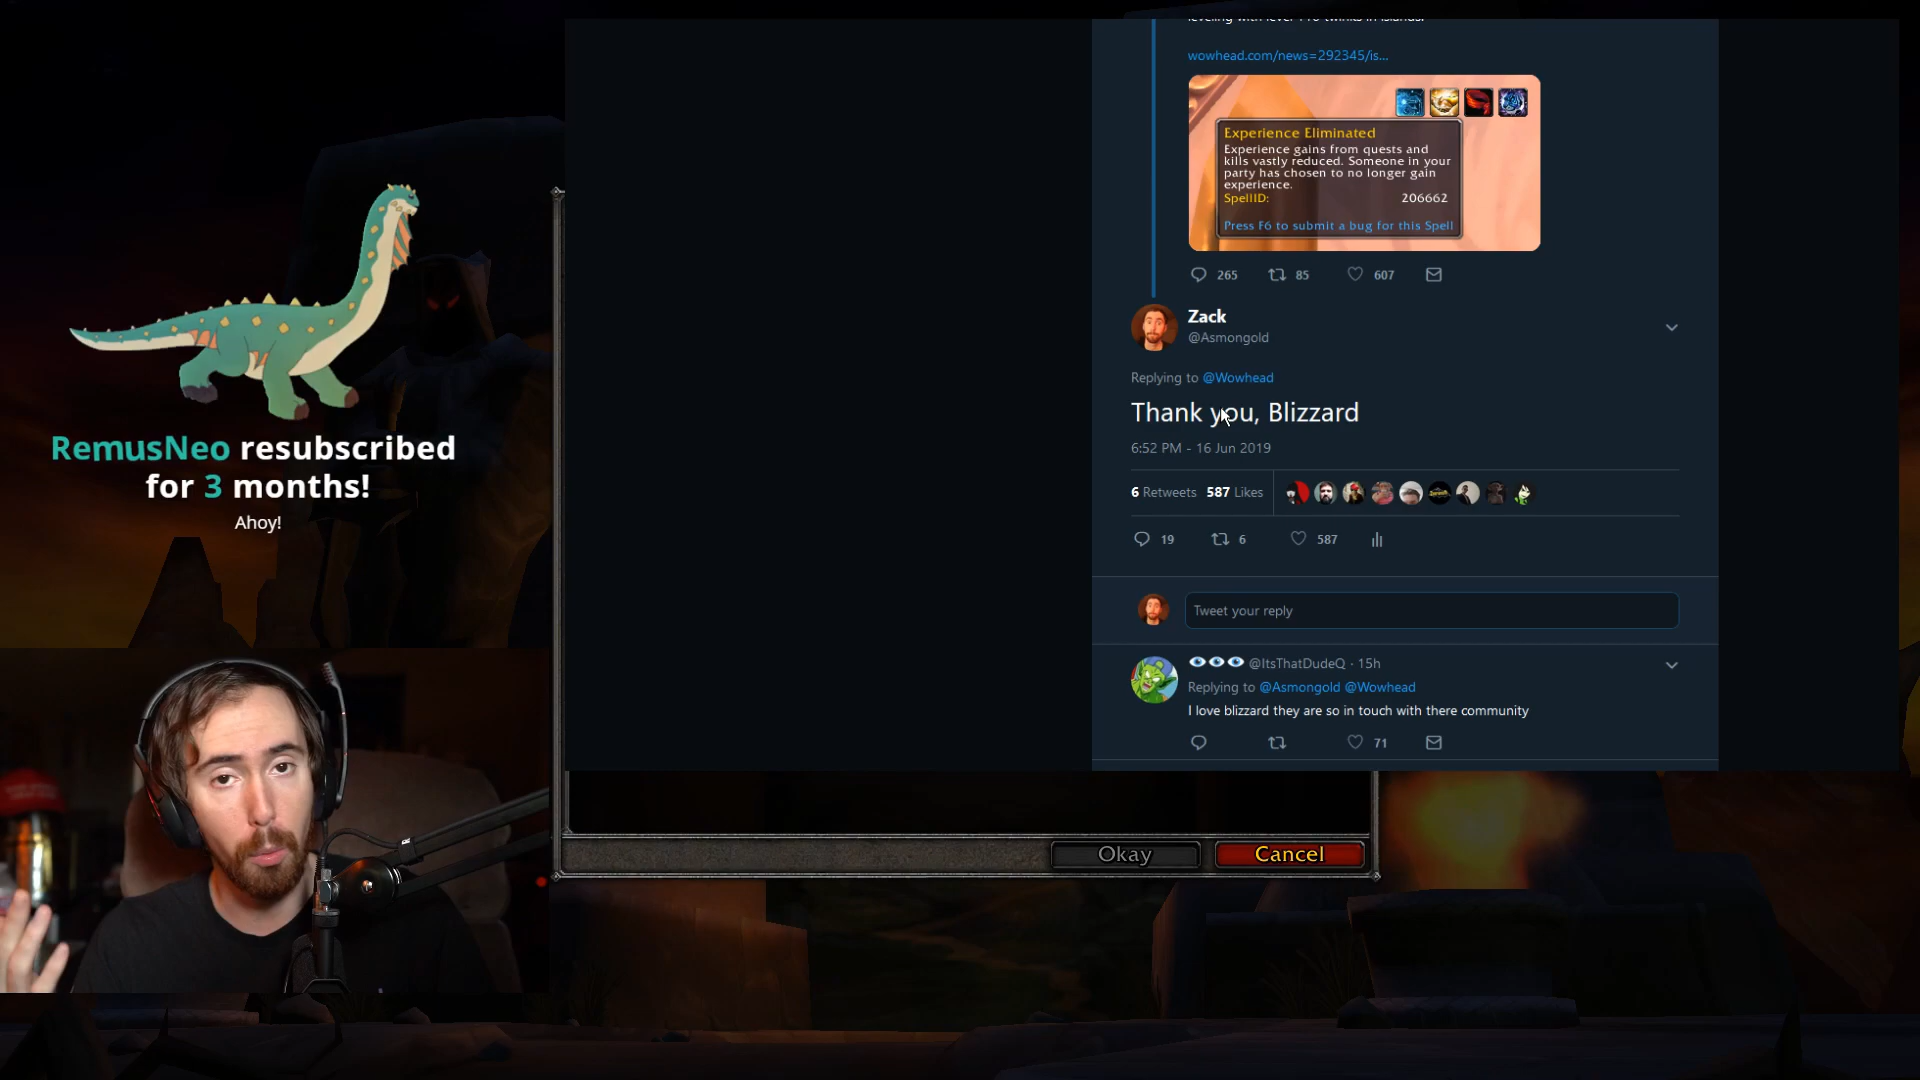 wowhead.com/news=292345/is...
Experience Eliminated
Experience gains from quests and
kills vastly reduced. Someone in your
party has chosen to no longer gain
experience.
SpellID: 206662
Press F6 to submit a bug for this Spell
265 85 607
Zack
@Asmongold
Replying to @Wowhead
Thank you, Blizzard
6:52 PM - 16 Jun 2019
6 Retweets 587 Likes
19 6 587
Tweet your reply
@ItsThatDudeQ · 15h
Replying to @Asmongold @Wowhead
I love blizzard they are so in touch with there community
71
RemusNeo resubscribed
for 3 months!
Ahoy!
Okay Cancel